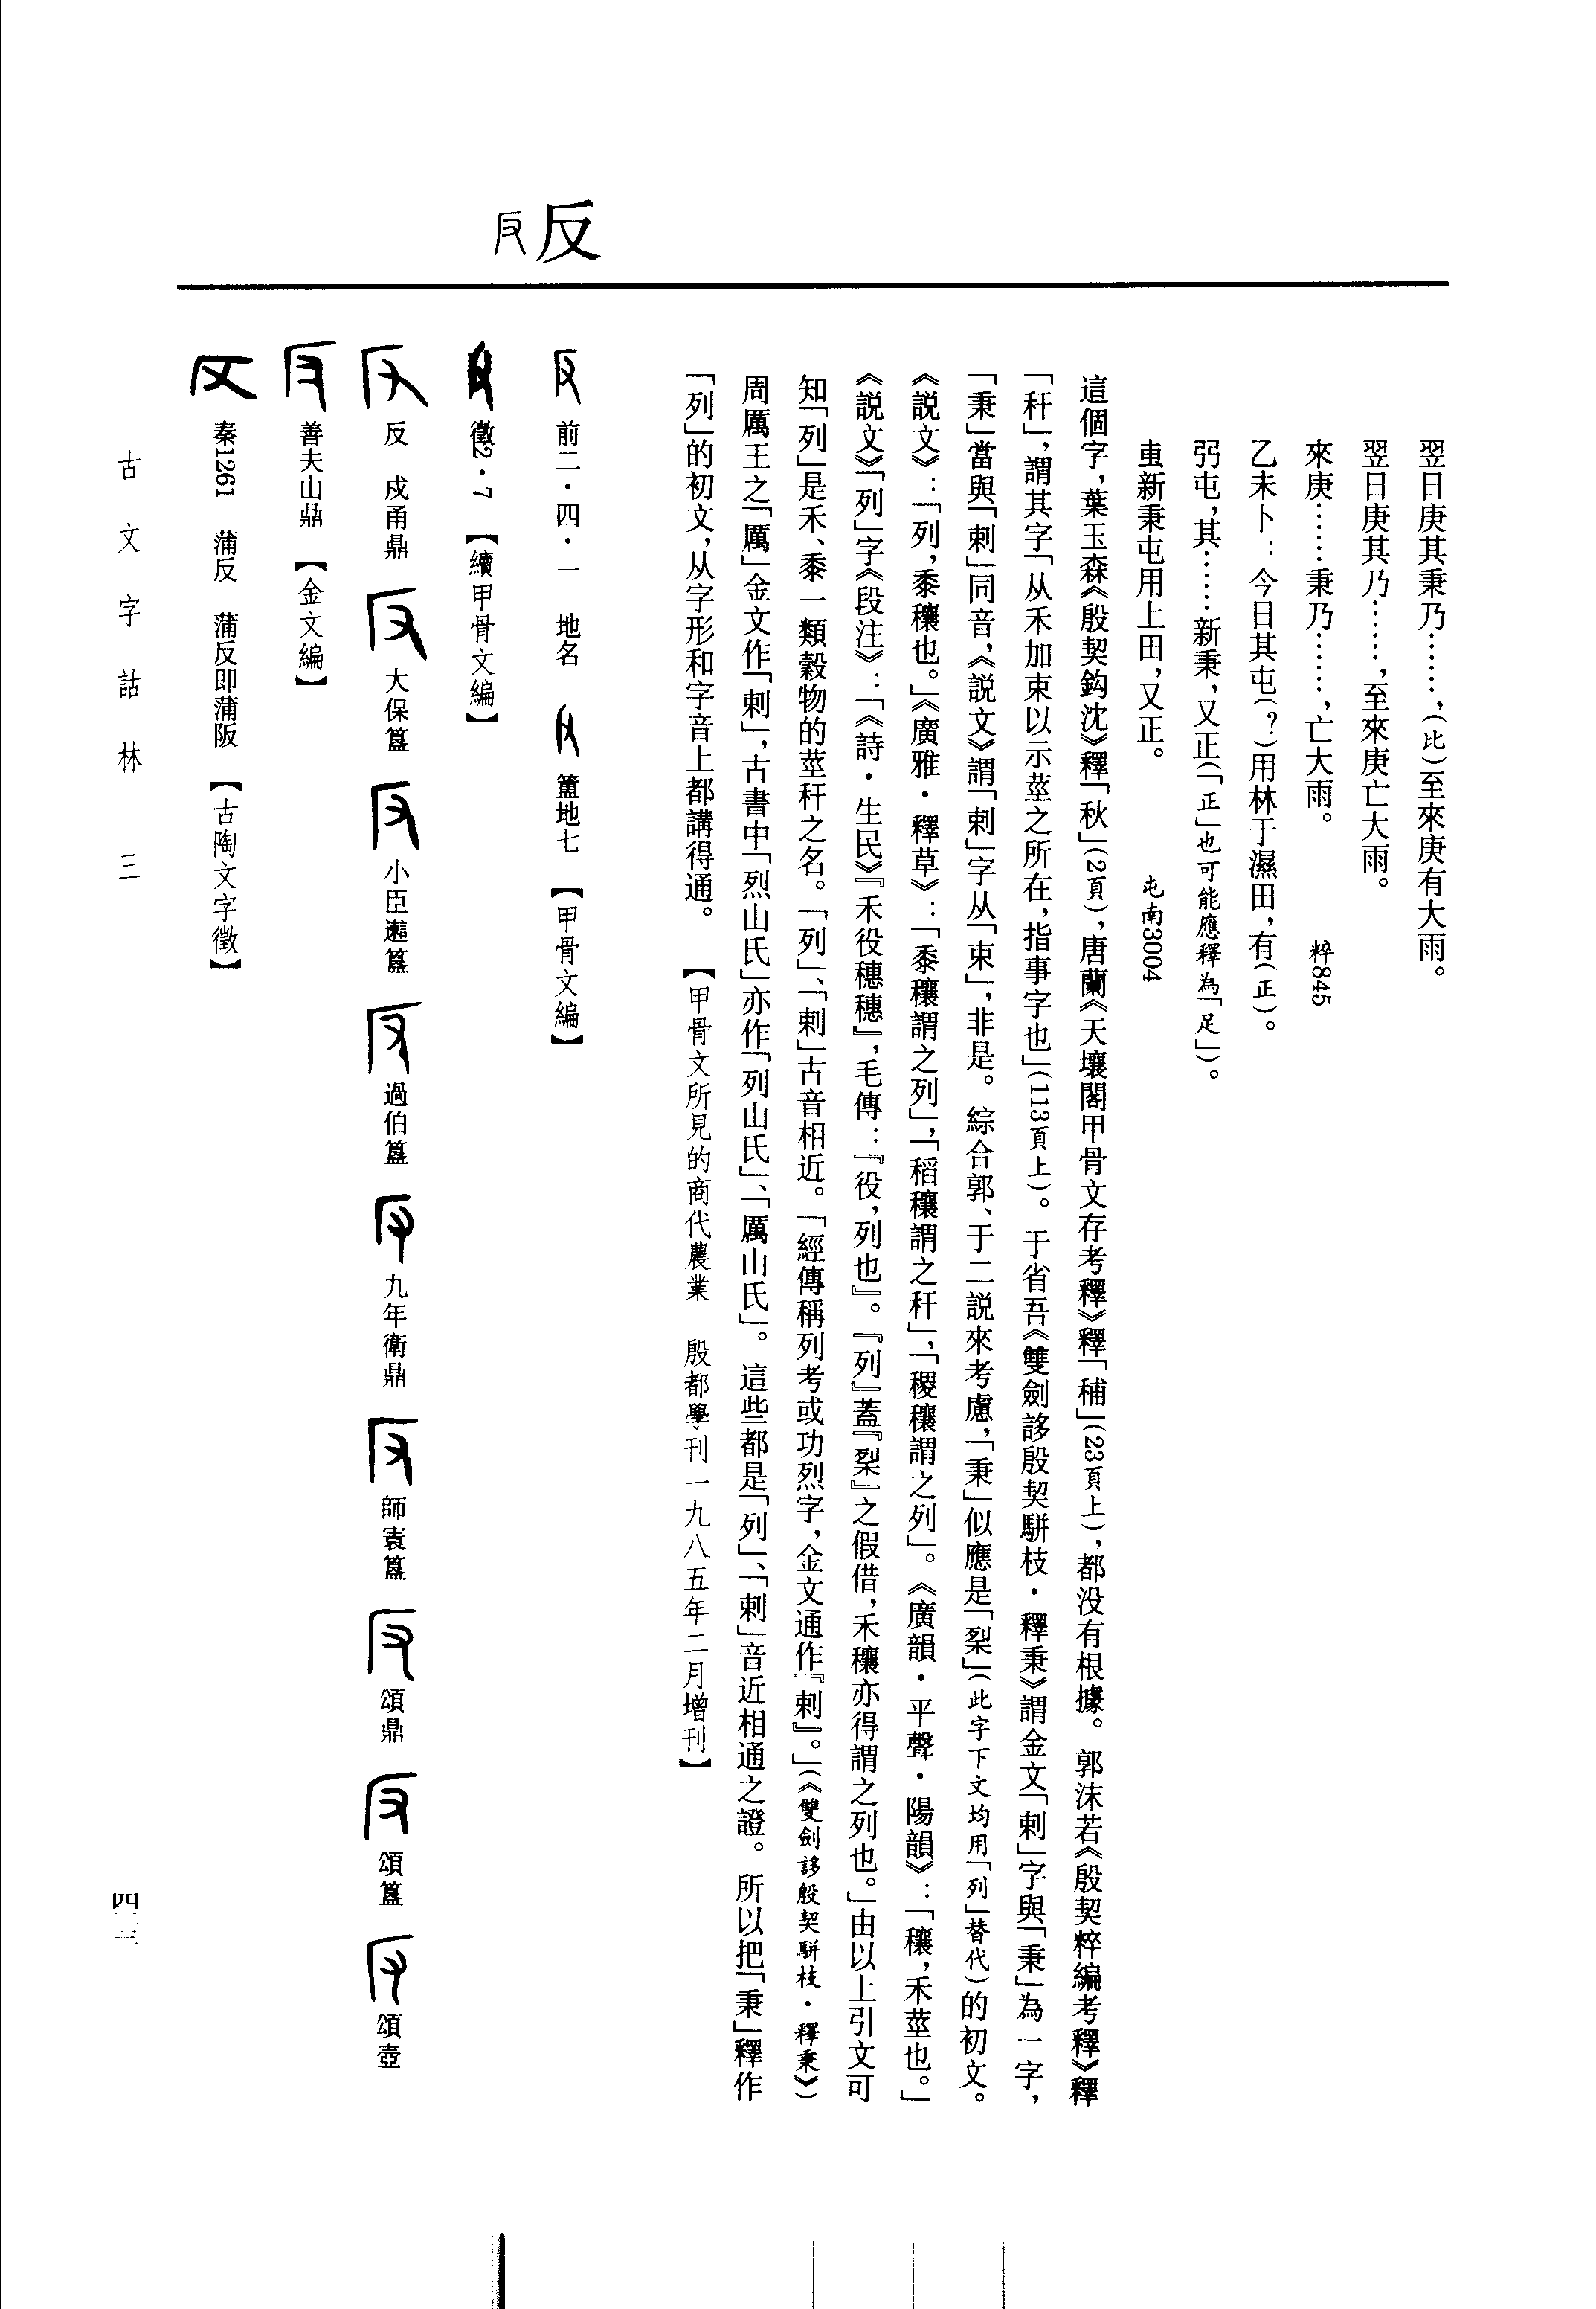 反
翌日庚其秉乃……，（比）至來庚有大雨。
翌日庚其乃……，至來庚亡大雨。
來庚……秉乃……，亡大雨。 粹845
乙未卜：今日其屯（？）用林于濕田，有（正）。
弜屯，其……新秉，又正（「正」也可能應釋為「足」）。
叀新秉屯用上田，又正。 屯南3004
這個字，葉玉森《殷契鈎沈》釋「秋」（2頁），唐蘭《天壤閣甲骨文存考釋》釋「秿」（23頁上），都没有根據。郭沫若《殷契粹編考釋》釋
「秆」，謂其字「从禾加束以示莖之所在，指事字也」（113頁上）。于省吾《雙劍誃殷契駢枝·釋秉》謂金文「剌」字與「秉」為一字，
「秉」當與「剌」同音，《説文》謂「剌」字从「束」，非是。綜合郭、于二説來考慮，「秉」似應是「梨」（此字下文均用「列」替代）的初文。
《説文》：「列，黍穰也。」《廣雅·釋草》：「黍穰謂之列」，「稻穰謂之秆」，「稷穰謂之列」。《廣韻·平聲·陽韻》：「穰，禾莖也。」
《説文》「列」字《段注》：「《詩·生民》『禾役穗穗』，毛傳：『役，列也』。『列』蓋『梨』之假借，禾穰亦得謂之列也。」由以上引文可
知「列」是禾、黍一類穀物的莖秆之名。「列」、「剌」古音相近。「經傳稱列考或功烈字，金文通作『剌』。」（《雙劍誃殷契駢枝·釋秉》）
周厲王之「厲」金文作「剌」，古書中「烈山氏」亦作「列山氏」、「厲山氏」。這些都是「列」、「剌」音近相通之證。所以把「秉」釋作
「列」的初文，从字形和字音上都講得通。 【甲骨文所見的商代農業 殷都學刊一九八五年二月增刊】
前二·四·一 地名 簠地七 【甲骨文編】
徵2·7 【續甲骨文編】
反 戍甬鼎 大保簋 小臣𧽙簋 過伯簋 九年衛鼎 師㝨簋 頌鼎 頌簋 頌壺
善夫山鼎 【金文編】
秦1261 蒲反 蒲反即蒲阪 【古陶文字徵】
古文字詁林 三